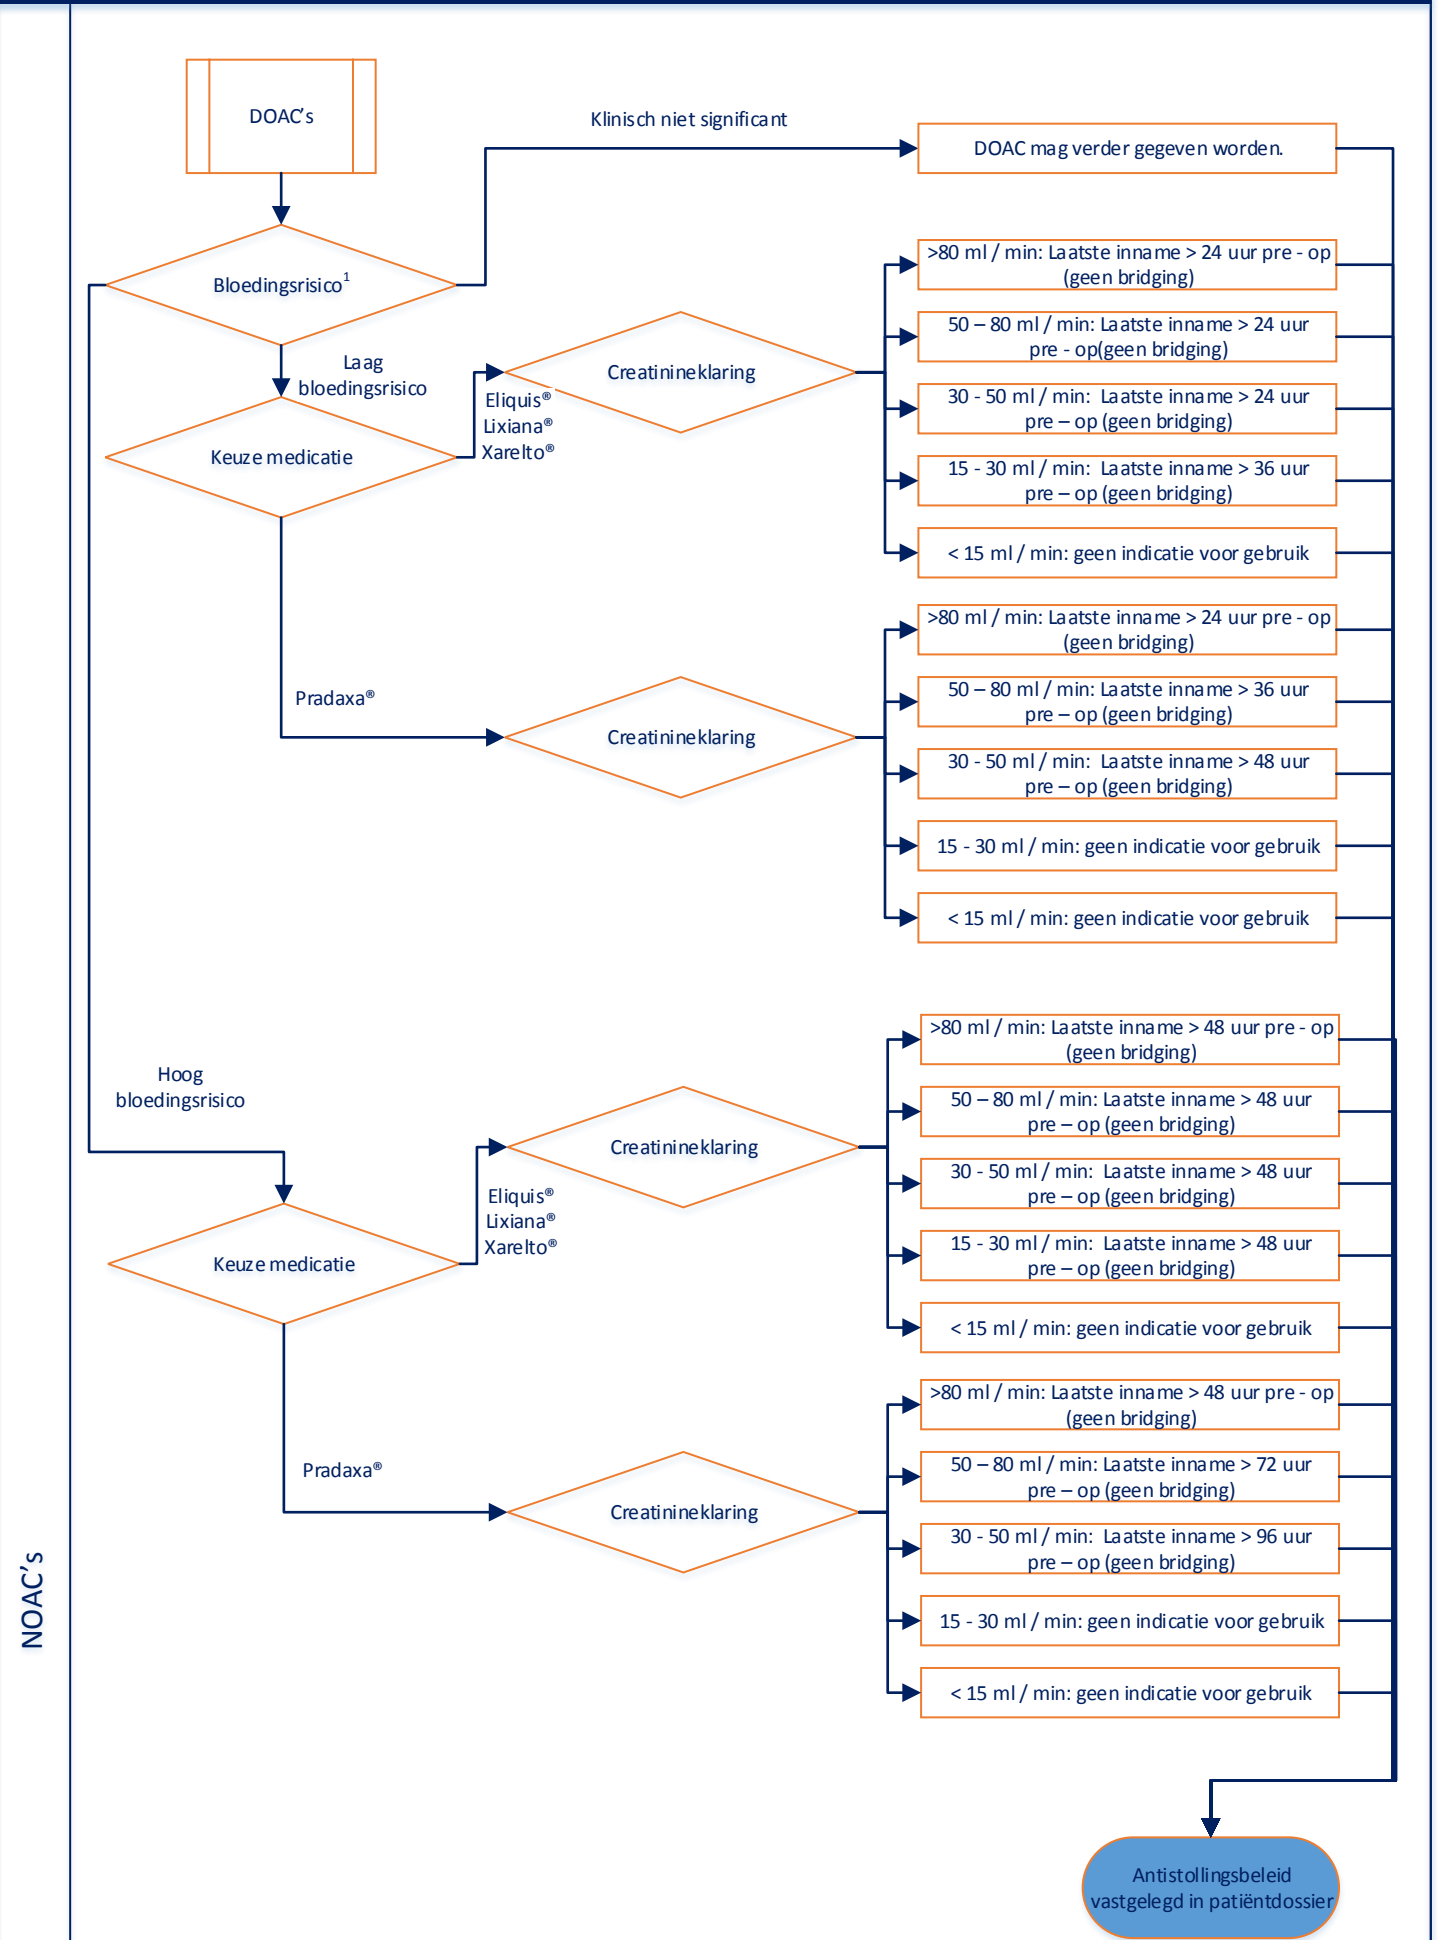 DOAC’s
Klinisch niet significant
DOAC mag verder gegeven worden.
Bloedingsrisico1
>80 ml / min: Laatste inname > 24 uur pre - op
(geen bridging)
50 – 80 ml / min: Laatste inname > 24 uur
pre - op(geen bridging)
30 - 50 ml / min: Laatste inname > 24 uur
pre – op (geen bridging)
15 - 30 ml / min: Laatste inname > 36 uur
pre – op (geen bridging)
< 15 ml / min: geen indicatie voor gebruik
Laag
bloedingsrisico
Creatinineklaring
Eliquis®
Lixiana®
Xarelto®
Keuze medicatie
>80 ml / min: Laatste inname > 24 uur pre - op
(geen bridging)
50 – 80 ml / min: Laatste inname > 36 uur
pre – op (geen bridging)
30 - 50 ml / min: Laatste inname > 48 uur
pre – op (geen bridging)
15 - 30 ml / min: geen indicatie voor gebruik
< 15 ml / min: geen indicatie voor gebruik
Pradaxa®
Creatinineklaring
Hoog
bloedingsrisico
>80 ml / min: Laatste inname > 48 uur pre - op
(geen bridging)
50 – 80 ml / min: Laatste inname > 48 uur
pre – op (geen bridging)
30 - 50 ml / min: Laatste inname > 48 uur
pre – op (geen bridging)
15 - 30 ml / min: Laatste inname > 48 uur
pre – op (geen bridging)
< 15 ml / min: geen indicatie voor gebruik
Creatinineklaring
Eliquis®
Lixiana®
Xarelto®
Keuze medicatie
>80 ml / min: Laatste inname > 48 uur pre - op
(geen bridging)
50 – 80 ml / min: Laatste inname > 72 uur
pre – op (geen bridging)
30 - 50 ml / min: Laatste inname > 96 uur
pre – op (geen bridging)
15 - 30 ml / min: geen indicatie voor gebruik
< 15 ml / min: geen indicatie voor gebruik
Pradaxa®
Creatinineklaring
NOAC’s
Antistollingsbeleid
vastgelegd in patiëntdossier